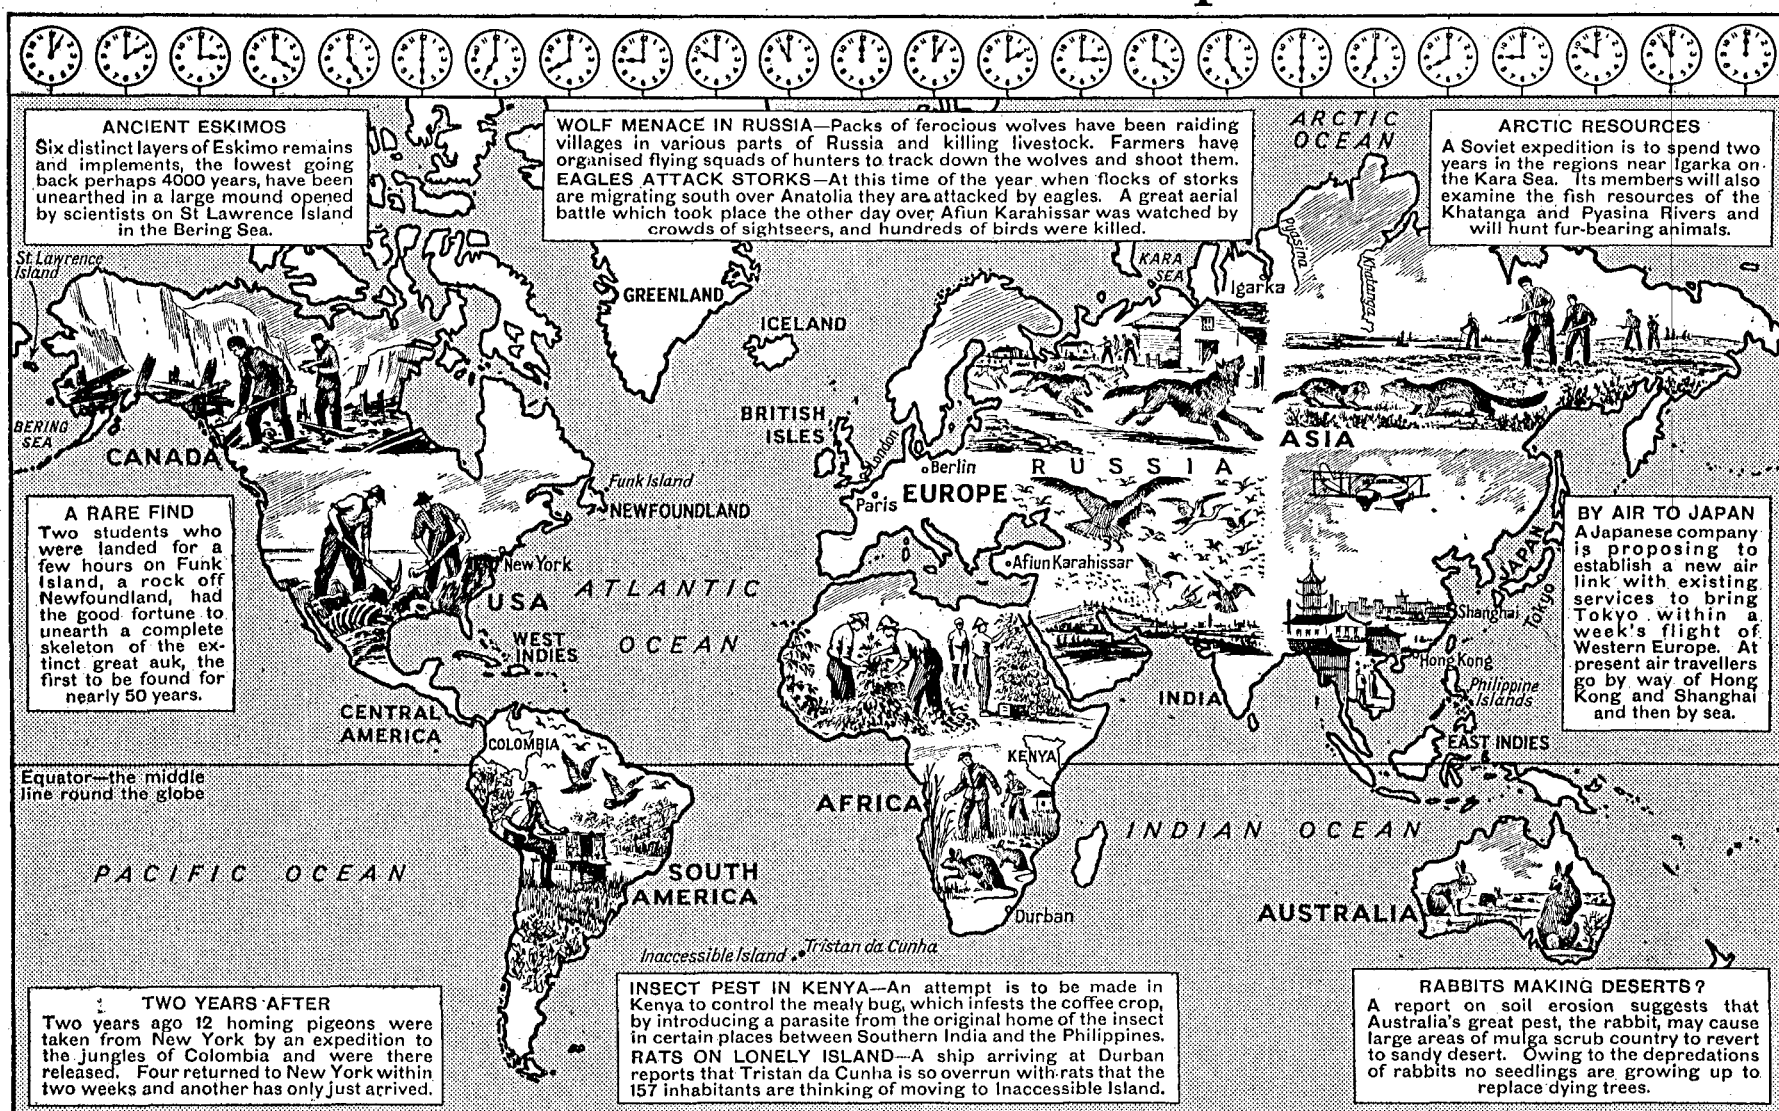 ANCIENT ESKIMOS
Six distinct layers of Eskimo remains
and implements, the lowest going
back perhaps 4000 years, have been
unearthed in a large mound opened
by scientists on St Lawrence Island
in the Bering Sea.
WOLF MENACE IN RUSSIA—Packs of ferocious wolves have been raiding
villages in various parts of Russia and killing livestock. Farmers have
organised flying squads of hunters to track down the wolves and shoot them.
EAGLES ATTACK STORKS—At this time of the year when flocks of storks
are migrating south over Anatolia they are attacked by eagles. A great aerial
battle which took place the other day over Afiun Karahissar was watched by
crowds of sightseers, and hundreds of birds were killed.
ARCTIC
OCEAN
ARCTIC RESOURCES
A Soviet expedition is to spend two
years in the regions near Igarka on
the Kara Sea. Its members will also
examine the fish resources of the
Khatanga and Pyasina Rivers and
will hunt fur-bearing animals.
St. Lawrence
Island
GREENLAND
ICELAND
KARA
SEA
Igarka
Pyasina
Khatanga
BERING
SEA
CANADA
BRITISH
ISLES
London
Berlin
Paris
EUROPE
RUSSIA
ASIA
Funk Island
NEWFOUNDLAND
A RARE FIND
Two students who
were landed for a
few hours on Funk
Island, a rock off
Newfoundland, had
the good fortune to
unearth a complete
skeleton of the ex-
tinct great auk, the
first to be found for
nearly 50 years.
New York
USA
ATLANTIC
OCEAN
WEST
INDIES
Afiun Karahissar
JAPAN
Tokyo
Shanghai
Hong Kong
Philippine
Islands
INDIA
EAST INDIES
BY AIR TO JAPAN
A Japanese company
is proposing to
establish a new air
link with existing
services to bring
Tokyo within a
week's flight of
Western Europe. At
present air travellers
go by way of Hong
Kong and Shanghai
and then by sea.
CENTRAL
AMERICA
COLOMBIA
KENYA
Equator—the middle
line round the globe
AFRICA
INDIAN OCEAN
PACIFIC OCEAN
SOUTH
AMERICA
Durban
AUSTRALIA
Inaccessible Island
Tristan da Cunha
TWO YEARS AFTER
Two years ago 12 homing pigeons were
taken from New York by an expedition to
the jungles of Colombia and were there
released. Four returned to New York within
two weeks and another has only just arrived.
INSECT PEST IN KENYA—An attempt is to be made in
Kenya to control the mealy bug, which infests the coffee crop,
by introducing a parasite from the original home of the insect
in certain places between Southern India and the Philippines.
RATS ON LONELY ISLAND—A ship arriving at Durban
reports that Tristan da Cunha is so overrun with rats that the
157 inhabitants are thinking of moving to Inaccessible Island.
RABBITS MAKING DESERTS?
A report on soil erosion suggests that
Australia's great pest, the rabbit, may cause
large areas of mulga scrub country to revert
to sandy desert. Owing to the depredations
of rabbits no seedlings are growing up to
replace dying trees.